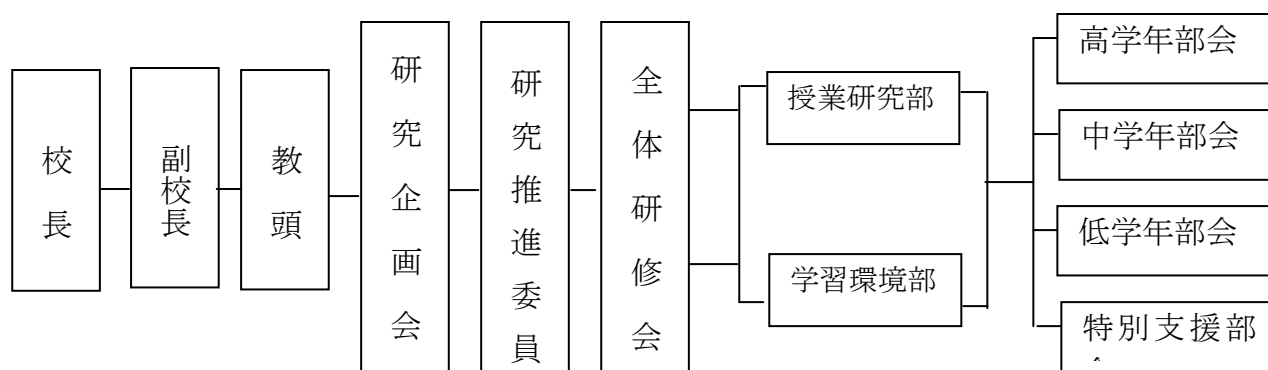 校長
副校長
教頭
研究企画会
研究推進委員
全体研修会
授業研究部
学習環境部
高学年部会
中学年部会
低学年部会
特別支援部